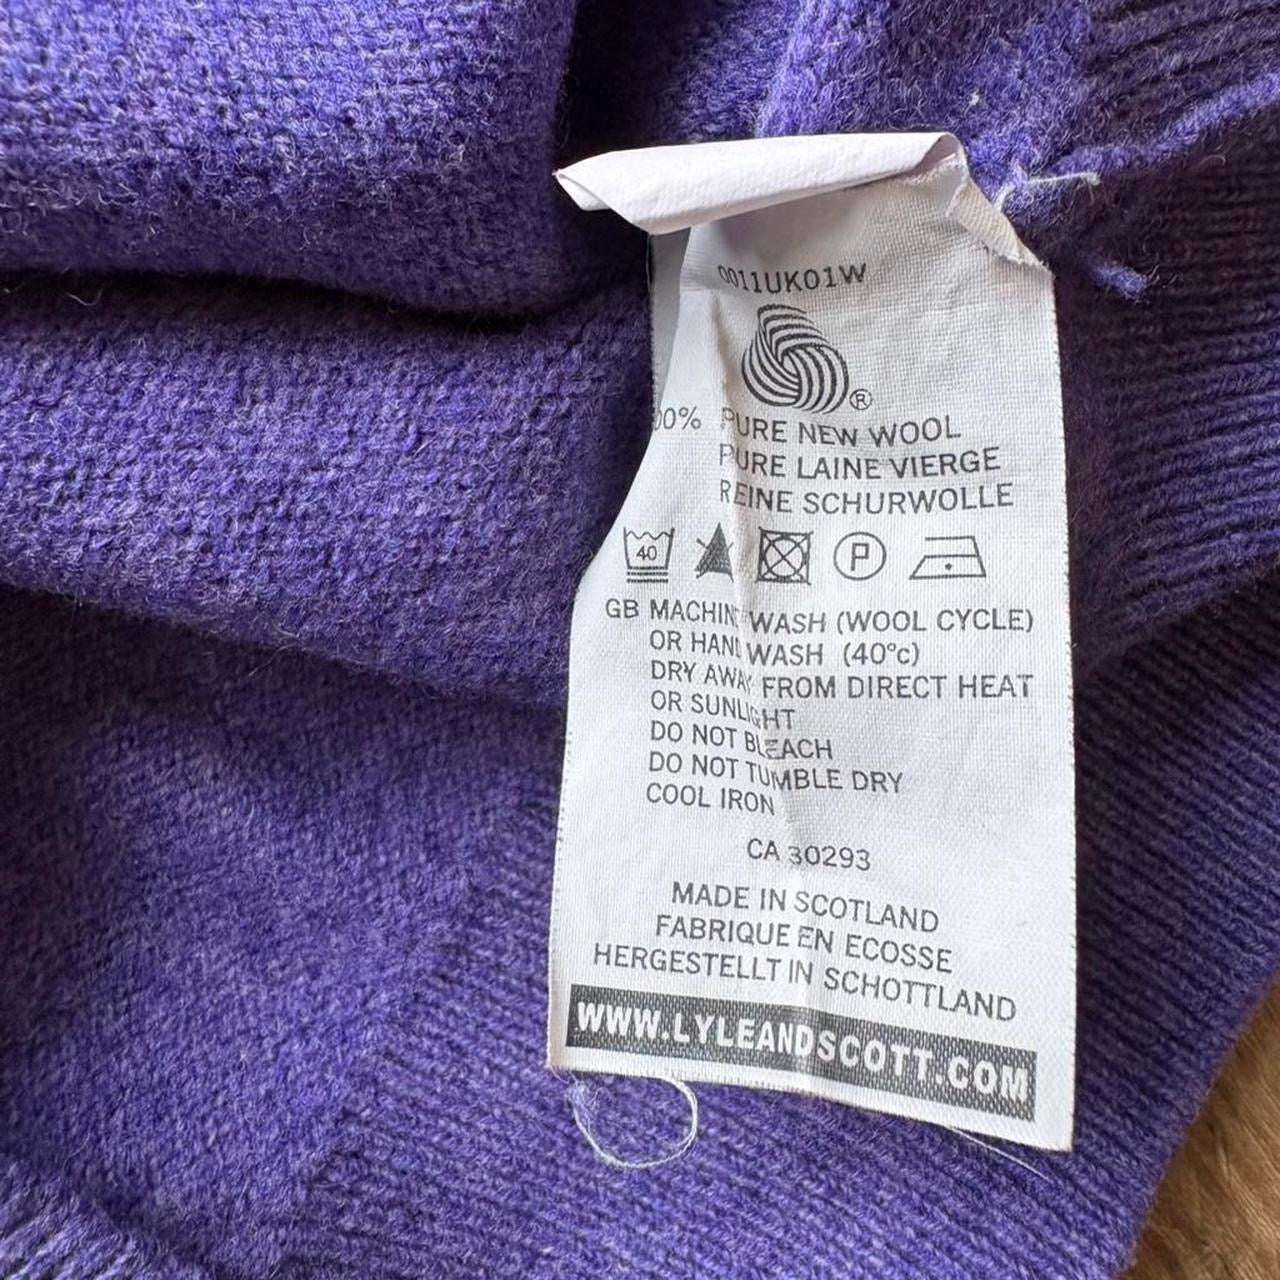 0011UK01W
®
00% PURE NEW WOOL
PURE LAINE VIERGE
REINE SCHURWOLLE
40 P
GB MACHINE WASH (WOOL CYCLE)
OR HAND WASH (40°c)
DRY AWAY FROM DIRECT HEAT
OR SUNLIGHT
DO NOT BLEACH
DO NOT TUMBLE DRY
COOL IRON
CA 30293
MADE IN SCOTLAND
FABRIQUE EN ECOSSE
HERGESTELLT IN SCHOTTLAND
WWW.LYLEANDSCOTT.COM